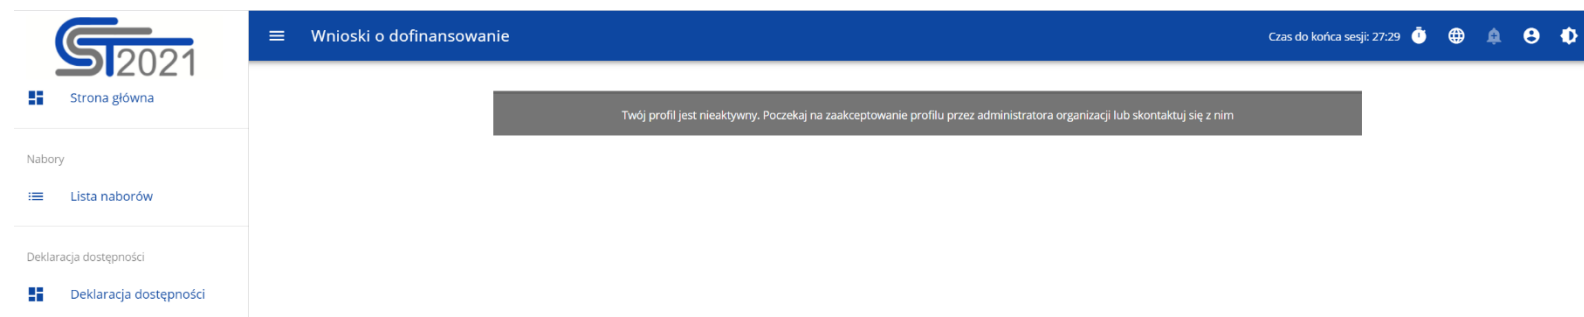 CST2021
Wnioski o dofinansowanie
Czas do końca sesji: 27:29
Strona główna
Twój profil jest nieaktywny. Poczekaj na zaakceptowanie profilu przez administratora organizacji lub skontaktuj się z nim
Nabory
Lista naborów
Deklaracja dostępności
Deklaracja dostępności